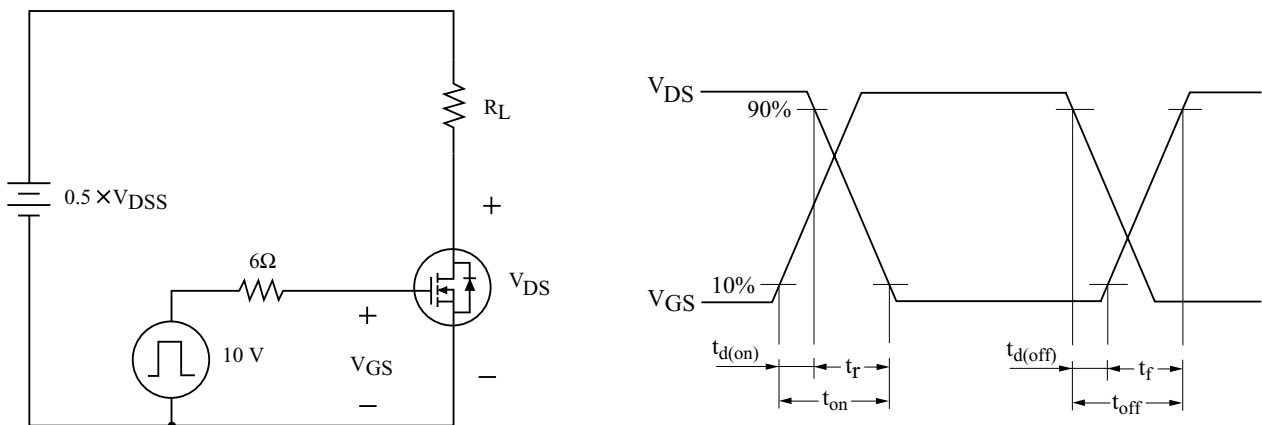 R_L
0.5 ×V_DSS
+
6Ω
V_DS
+
10 V
V_GS
−
−
V_DS
90%
10%
V_GS
t_d(on)
t_r
t_on
t_d(off)
t_f
t_off